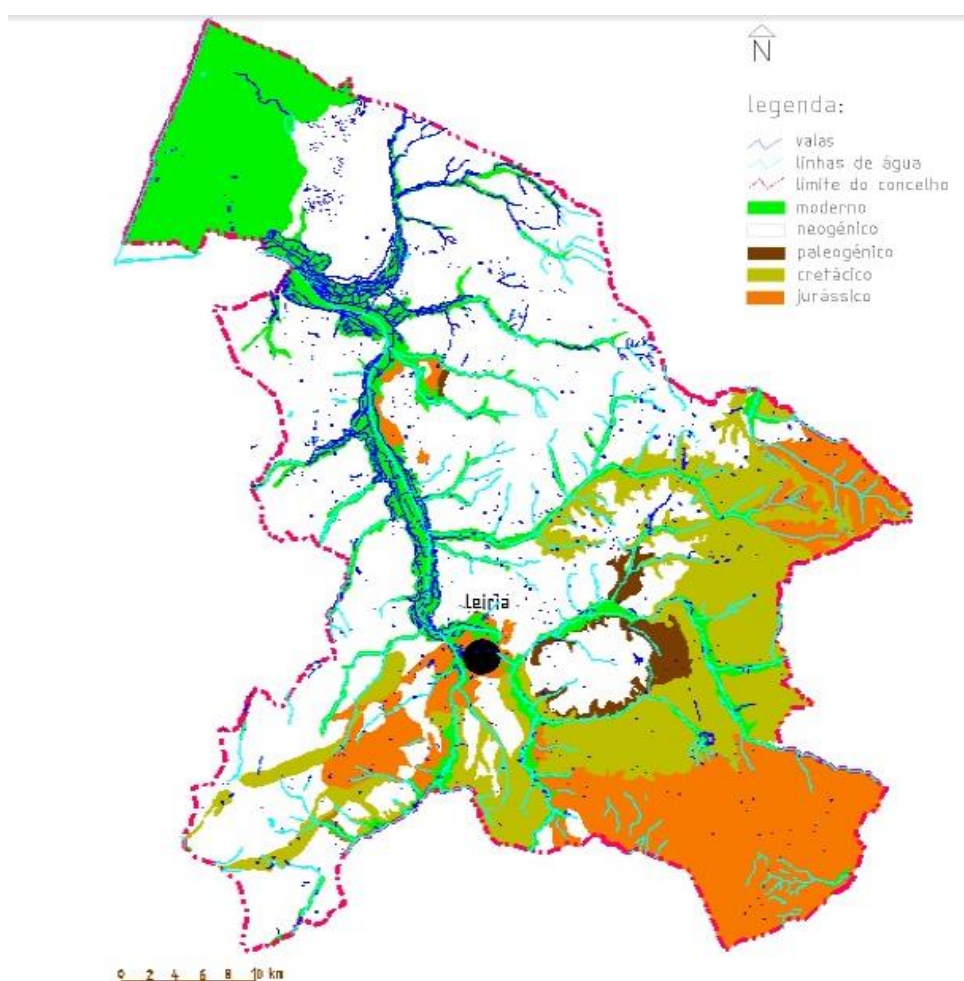 N
legenda:
valas
linhas de água
limite do concelho
moderno
neogénico
paleogénico
cretácico
jurássico
leiria
0 2 4 6 8 10 km